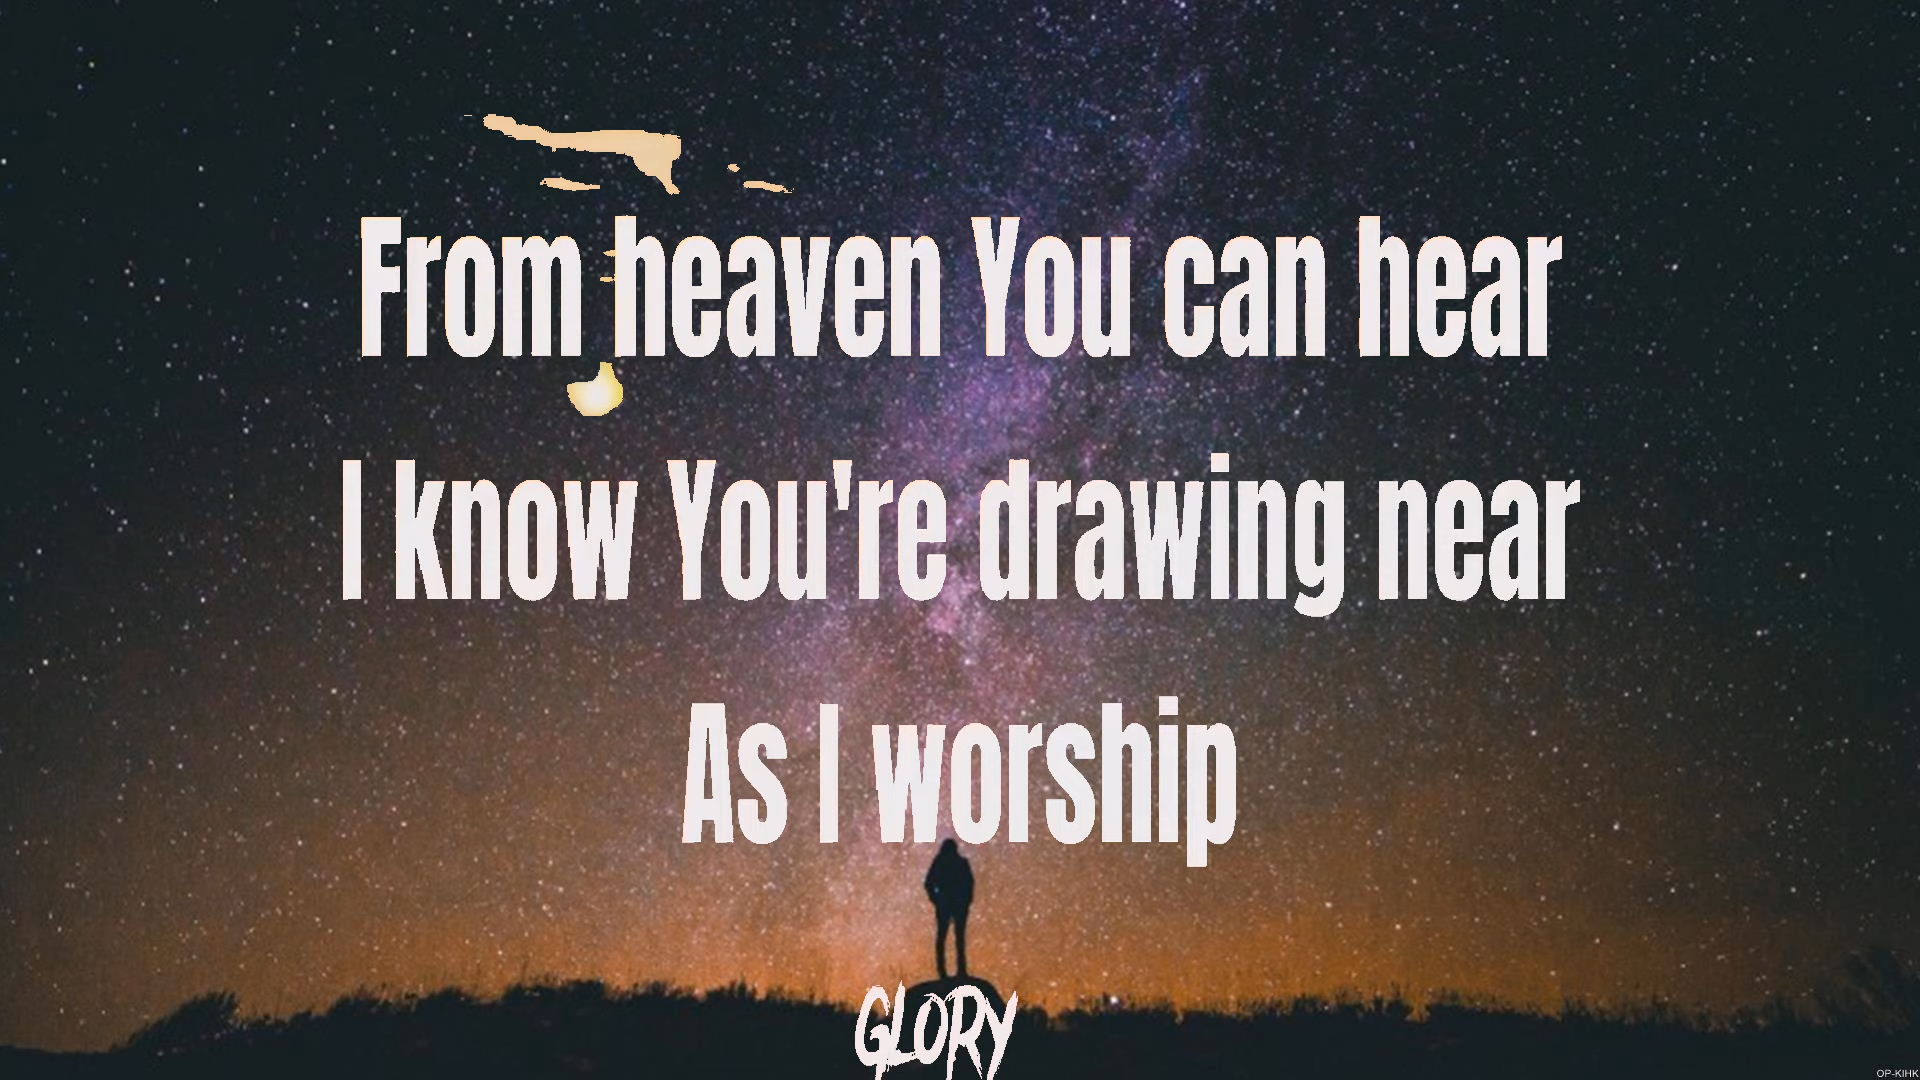 From heaven You can hear
I know You're drawing near
As I worship
GLORY
OP-KIHK